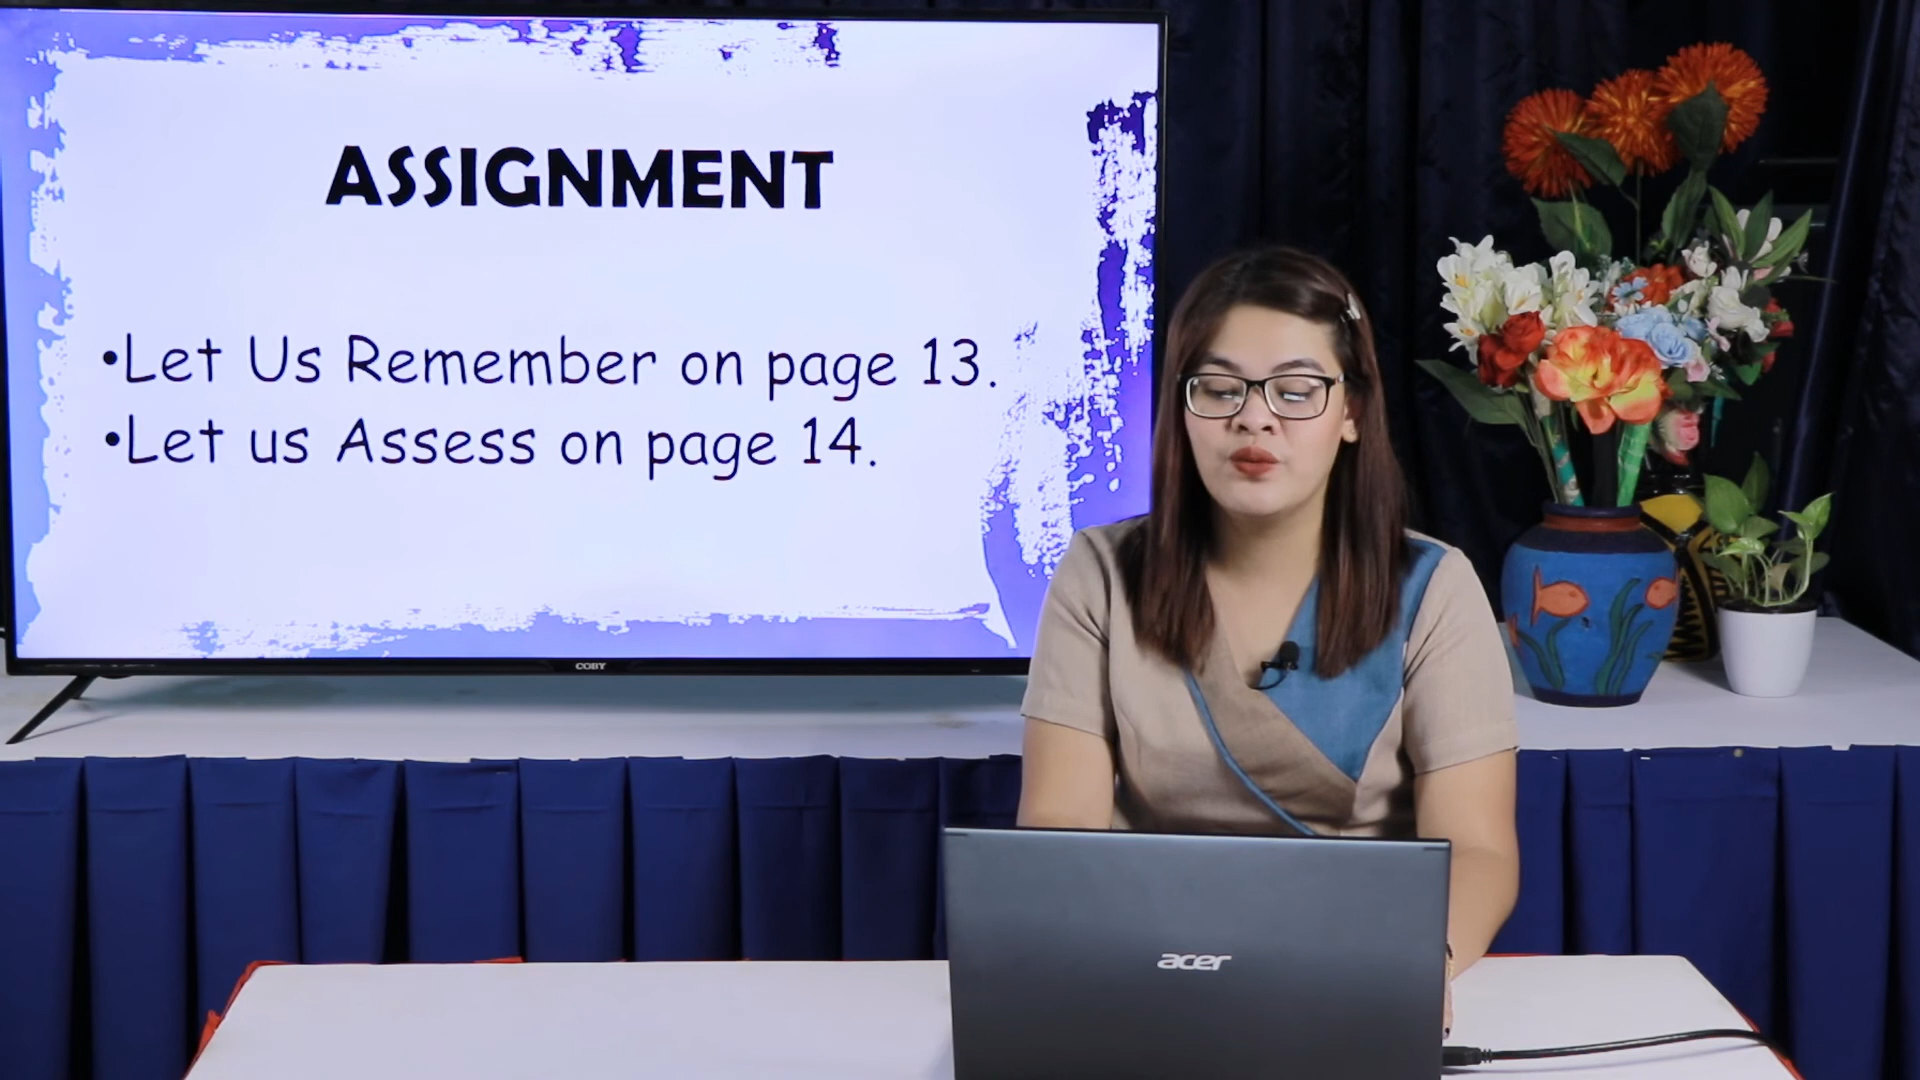 ASSIGNMENT
•Let Us Remember on page 13.
•Let us Assess on page 14.
COBY
acer